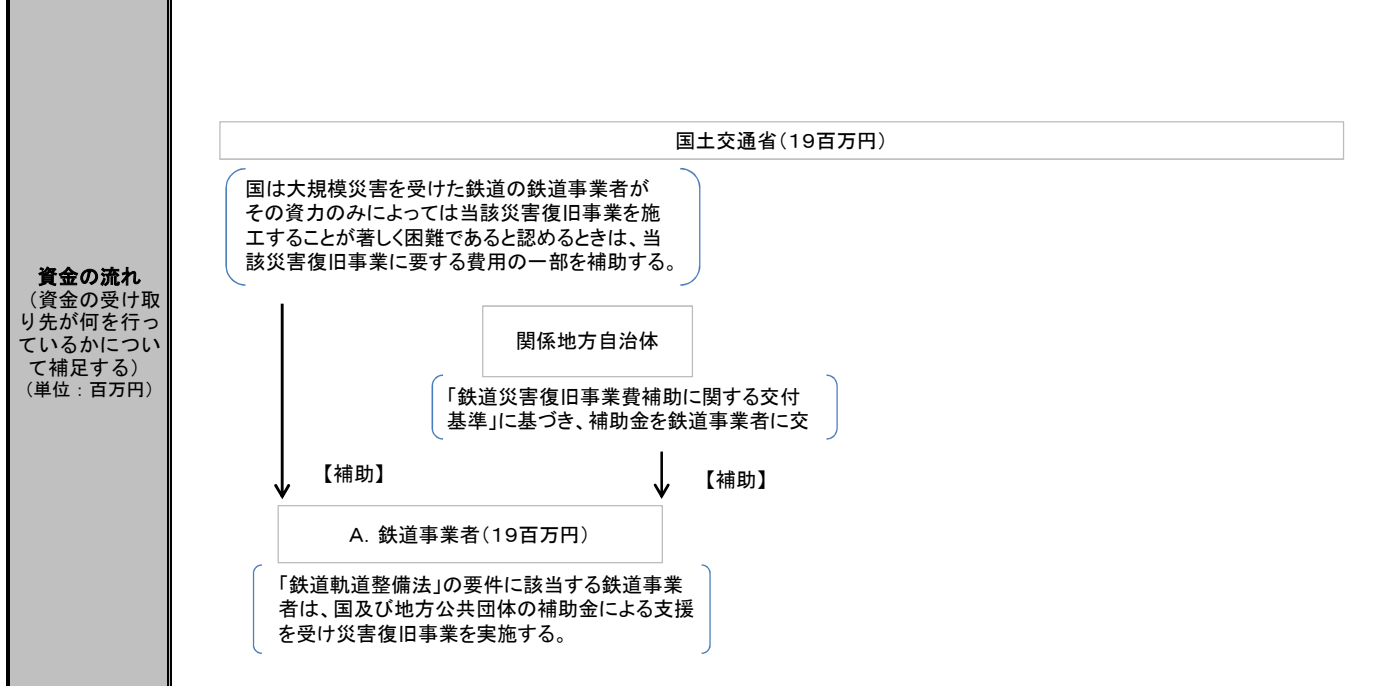 資金の流れ
（資金の受け取
り先が何を行っ
ているかについ
て補足する）
（単位：百万円）
国土交通省（１９百万円）
国は大規模災害を受けた鉄道の鉄道事業者が
その資力のみによっては当該災害復旧事業を施
工することが著しく困難であると認めるときは、当
該災害復旧事業に要する費用の一部を補助する。
関係地方自治体
「鉄道災害復旧事業費補助に関する交付
基準」に基づき、補助金を鉄道事業者に交
【補助】
【補助】
Ａ．鉄道事業者（１９百万円）
「鉄道軌道整備法」の要件に該当する鉄道事業
者は、国及び地方公共団体の補助金による支援
を受け災害復旧事業を実施する。